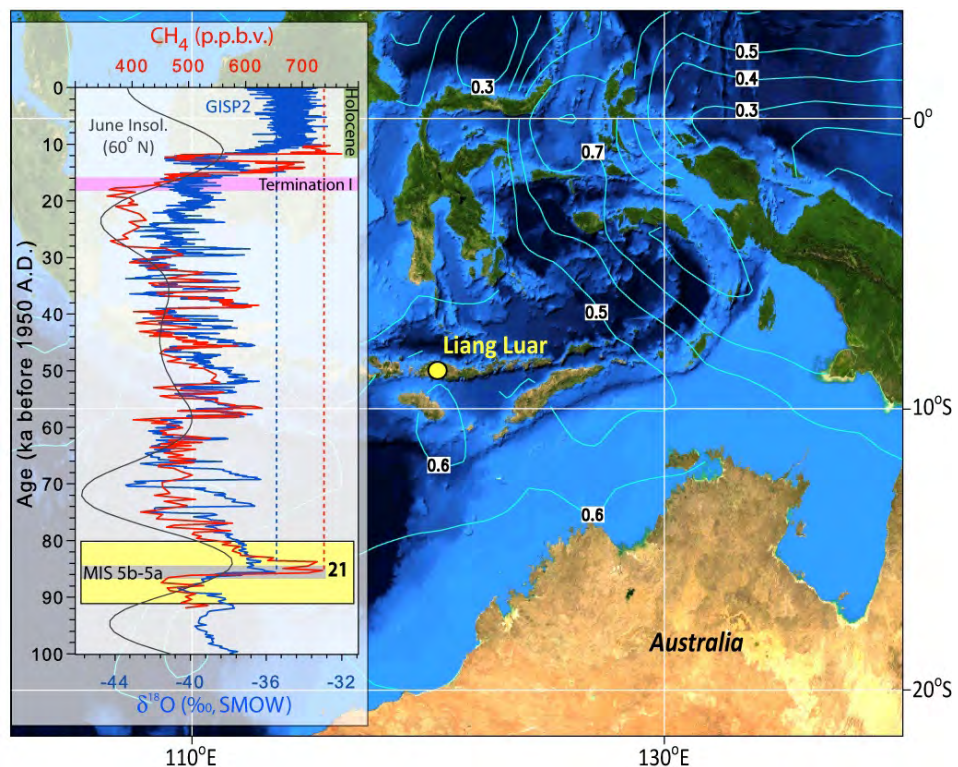 CH₄ (p.p.b.v.)
400 500 600 700
0
10
20
30
40
50
60
70
80
90
100
Age (ka before 1950 A.D.)
GISP2
June Insol.
(60° N)
Holocene
Termination I
21
MIS 5b-5a
-44 -40 -36 -32
δ¹⁸O (‰, SMOW)
0.5
0.4
0.3
0.3
0.7
0.5
Liang Luar
0.6
0.6
Australia
0°
10°S
20°S
110°E
130°E